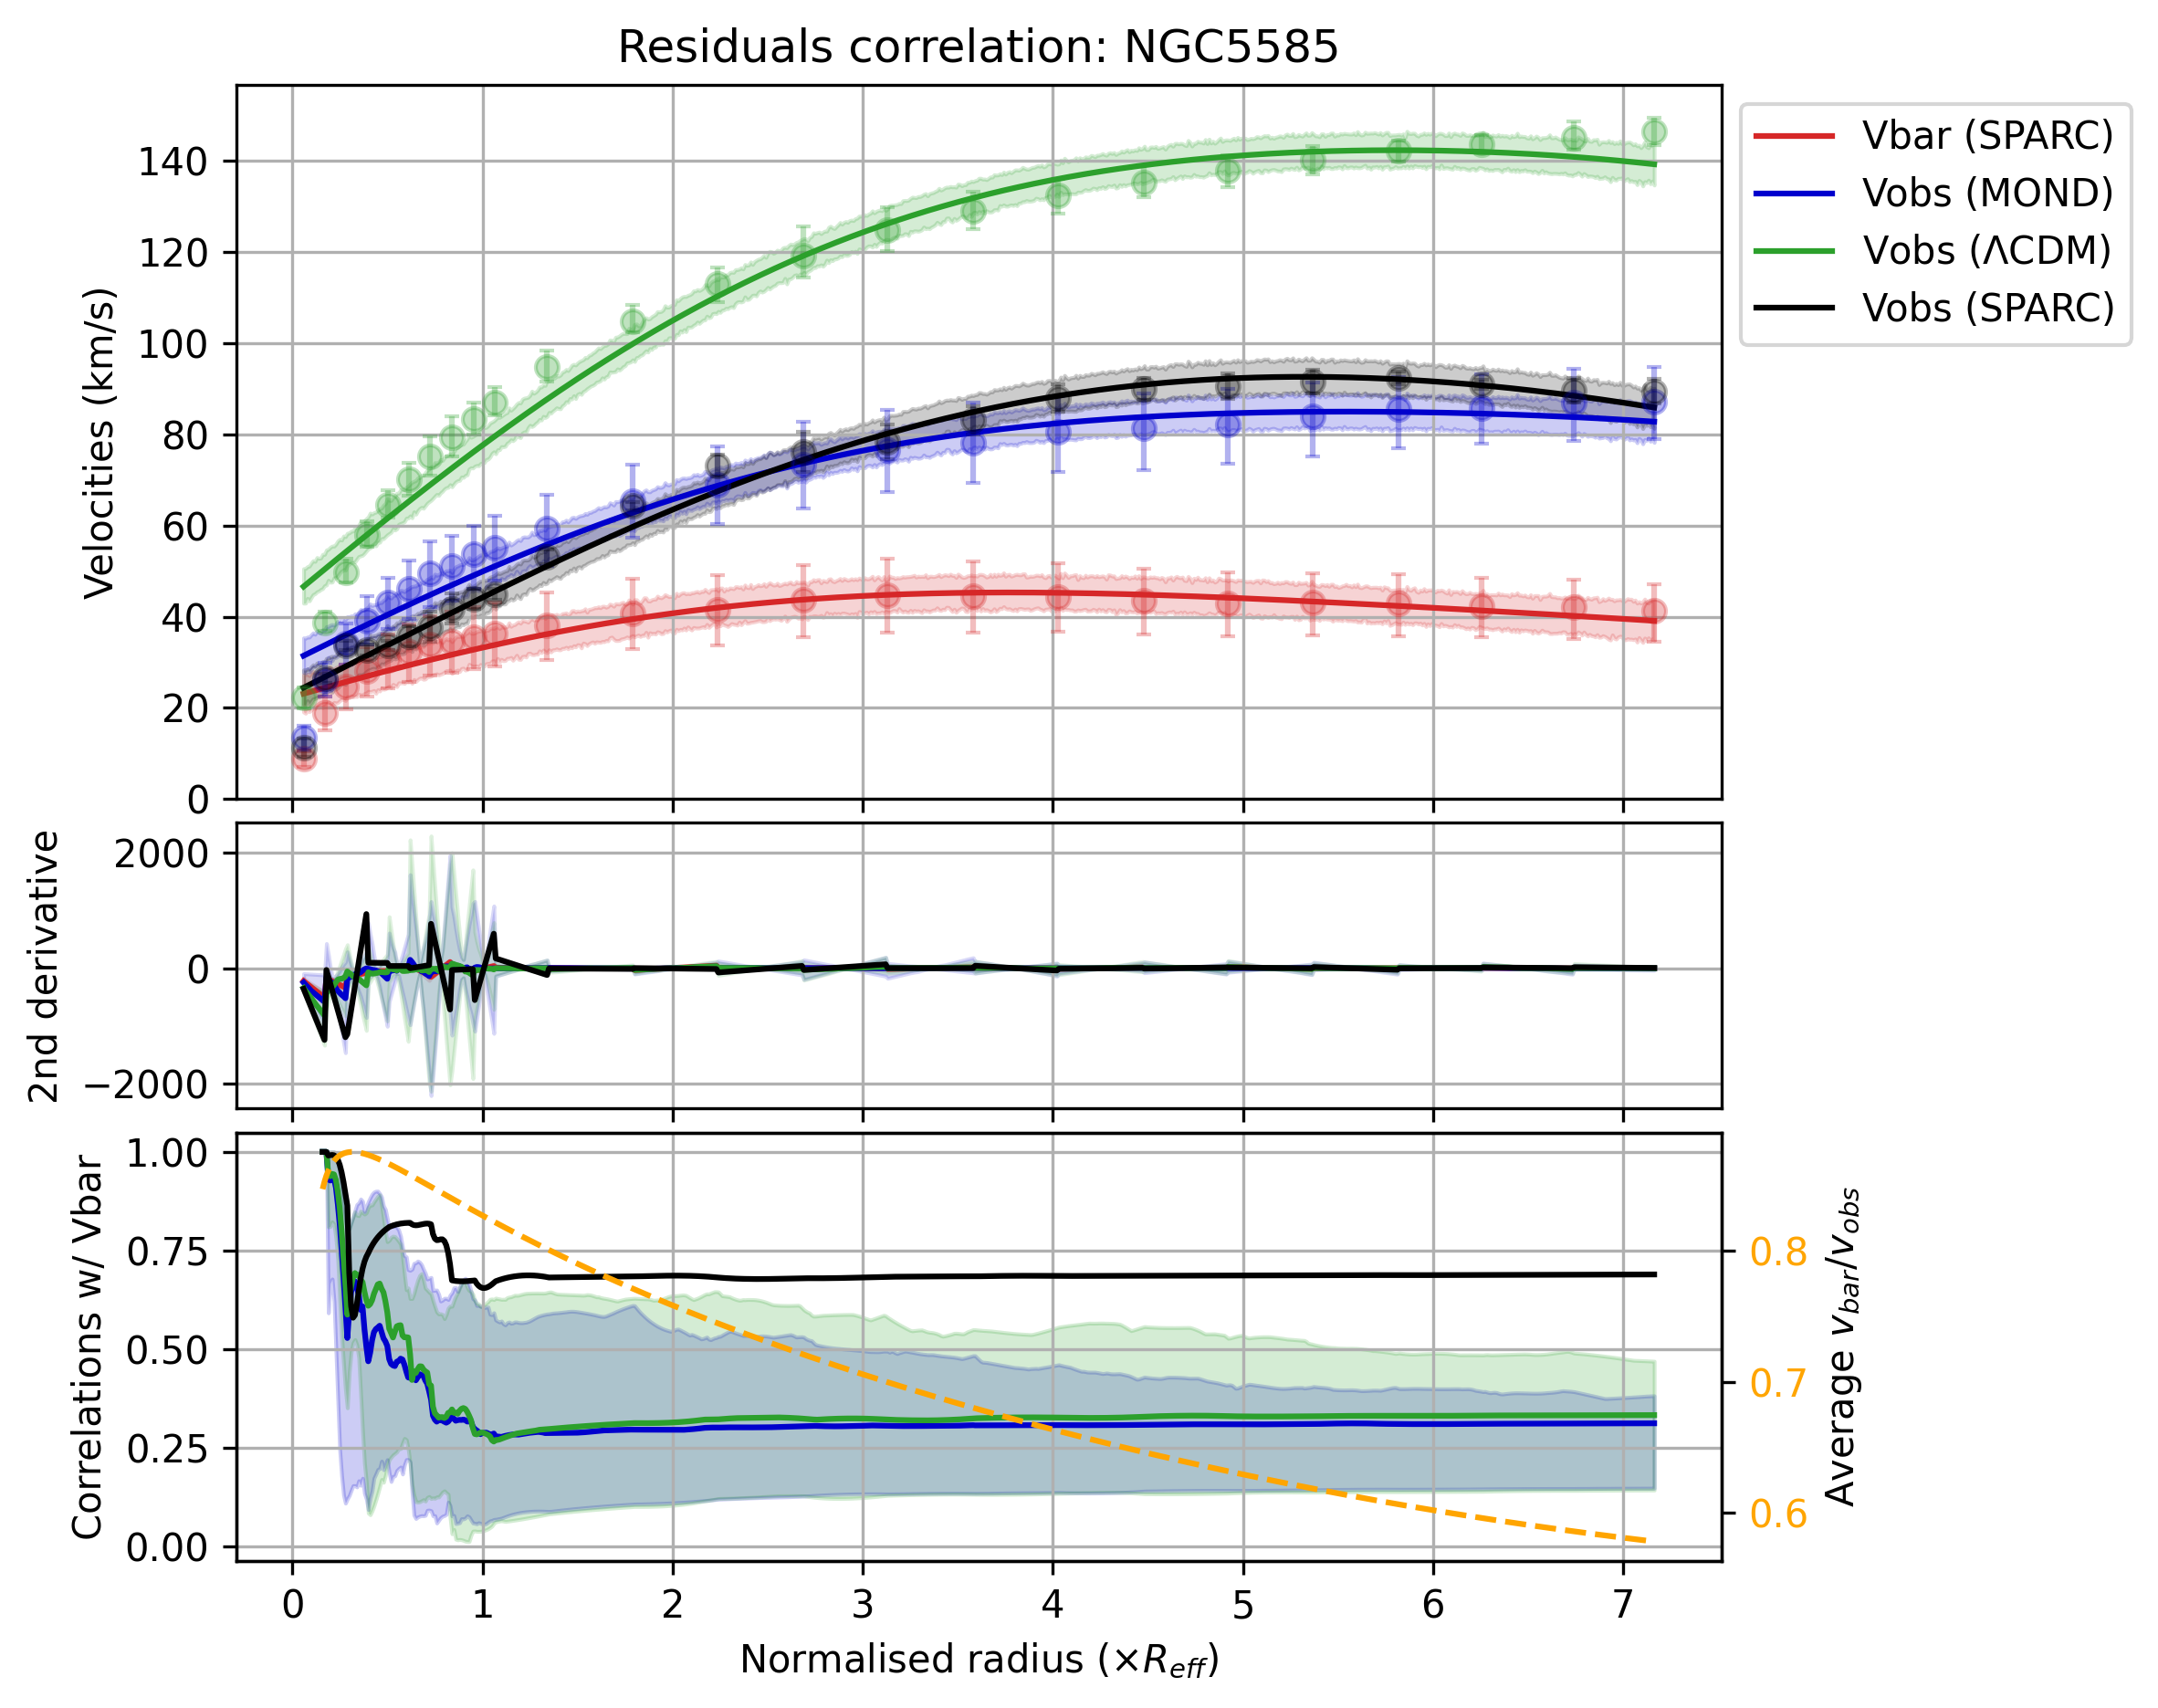 Residuals correlation: NGC5585
Velocities (km/s)
140
120
100
80
60
40
20
0
Vbar (SPARC)
Vobs (MOND)
Vobs (ΛCDM)
Vobs (SPARC)
2nd derivative
2000
0
−2000
Correlations w/ Vbar
1.00
0.75
0.50
0.25
0.00
0.8
0.7
0.6
Average v_bar/v_obs
0 1 2 3 4 5 6 7
Normalised radius (×R_eff)